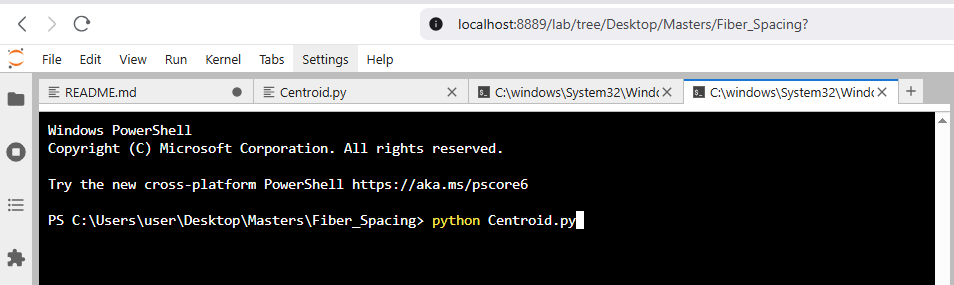 localhost:8889/lab/tree/Desktop/Masters/Fiber_Spacing?
File Edit View Run Kernel Settings Tabs Help
README.md Centroid.py C:\windows\System32\Windo C:\windows\System32\Windo
Windows PowerShell
Copyright (C) Microsoft Corporation. All rights reserved.
Try the new cross-platform PowerShell https://aka.ms/pscore6
PS C:\Users\user\Desktop\Masters\Fiber_Spacing> python Centroid.py